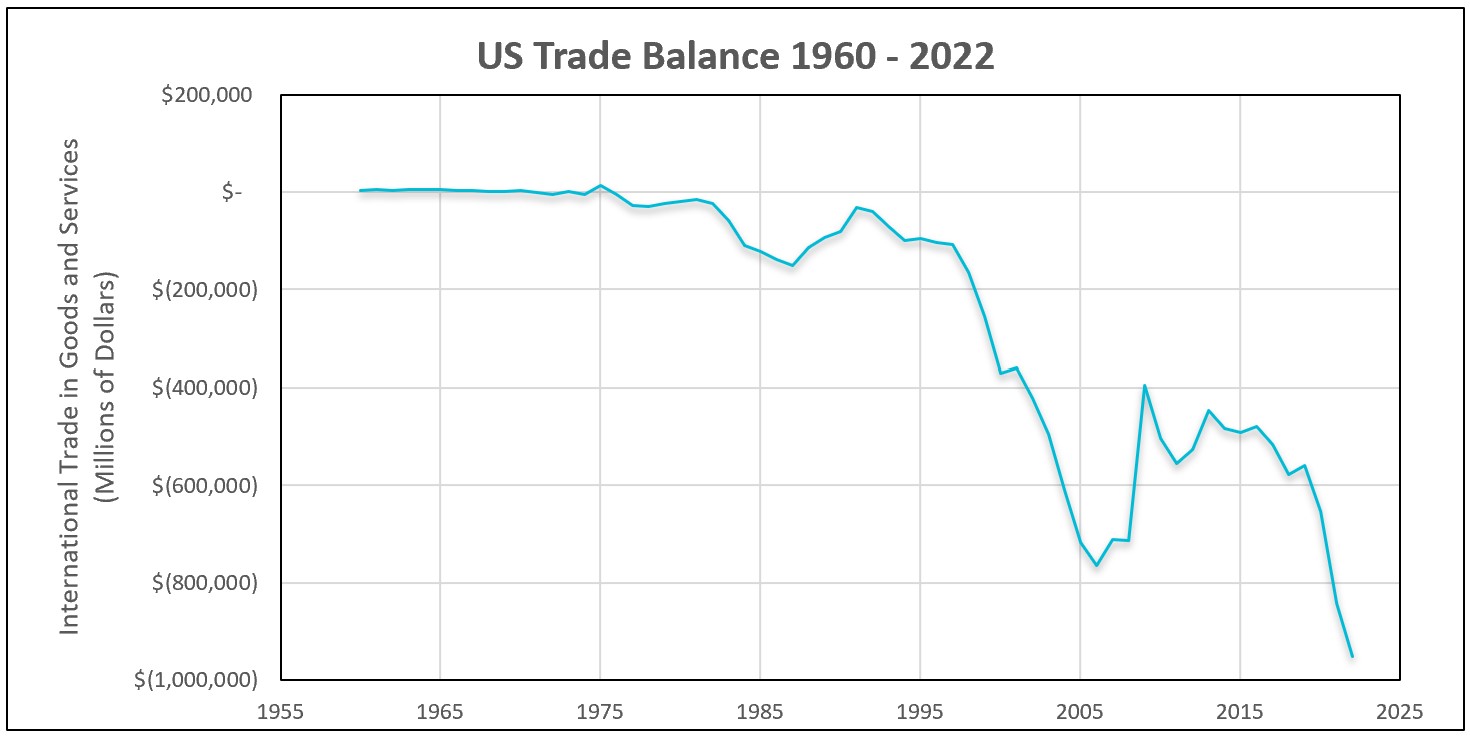 US Trade Balance 1960 - 2022
International Trade in Goods and Services
(Millions of Dollars)
$200,000
$-
$(200,000)
$(400,000)
$(600,000)
$(800,000)
$(1,000,000)
1955 1965 1975 1985 1995 2005 2015 2025